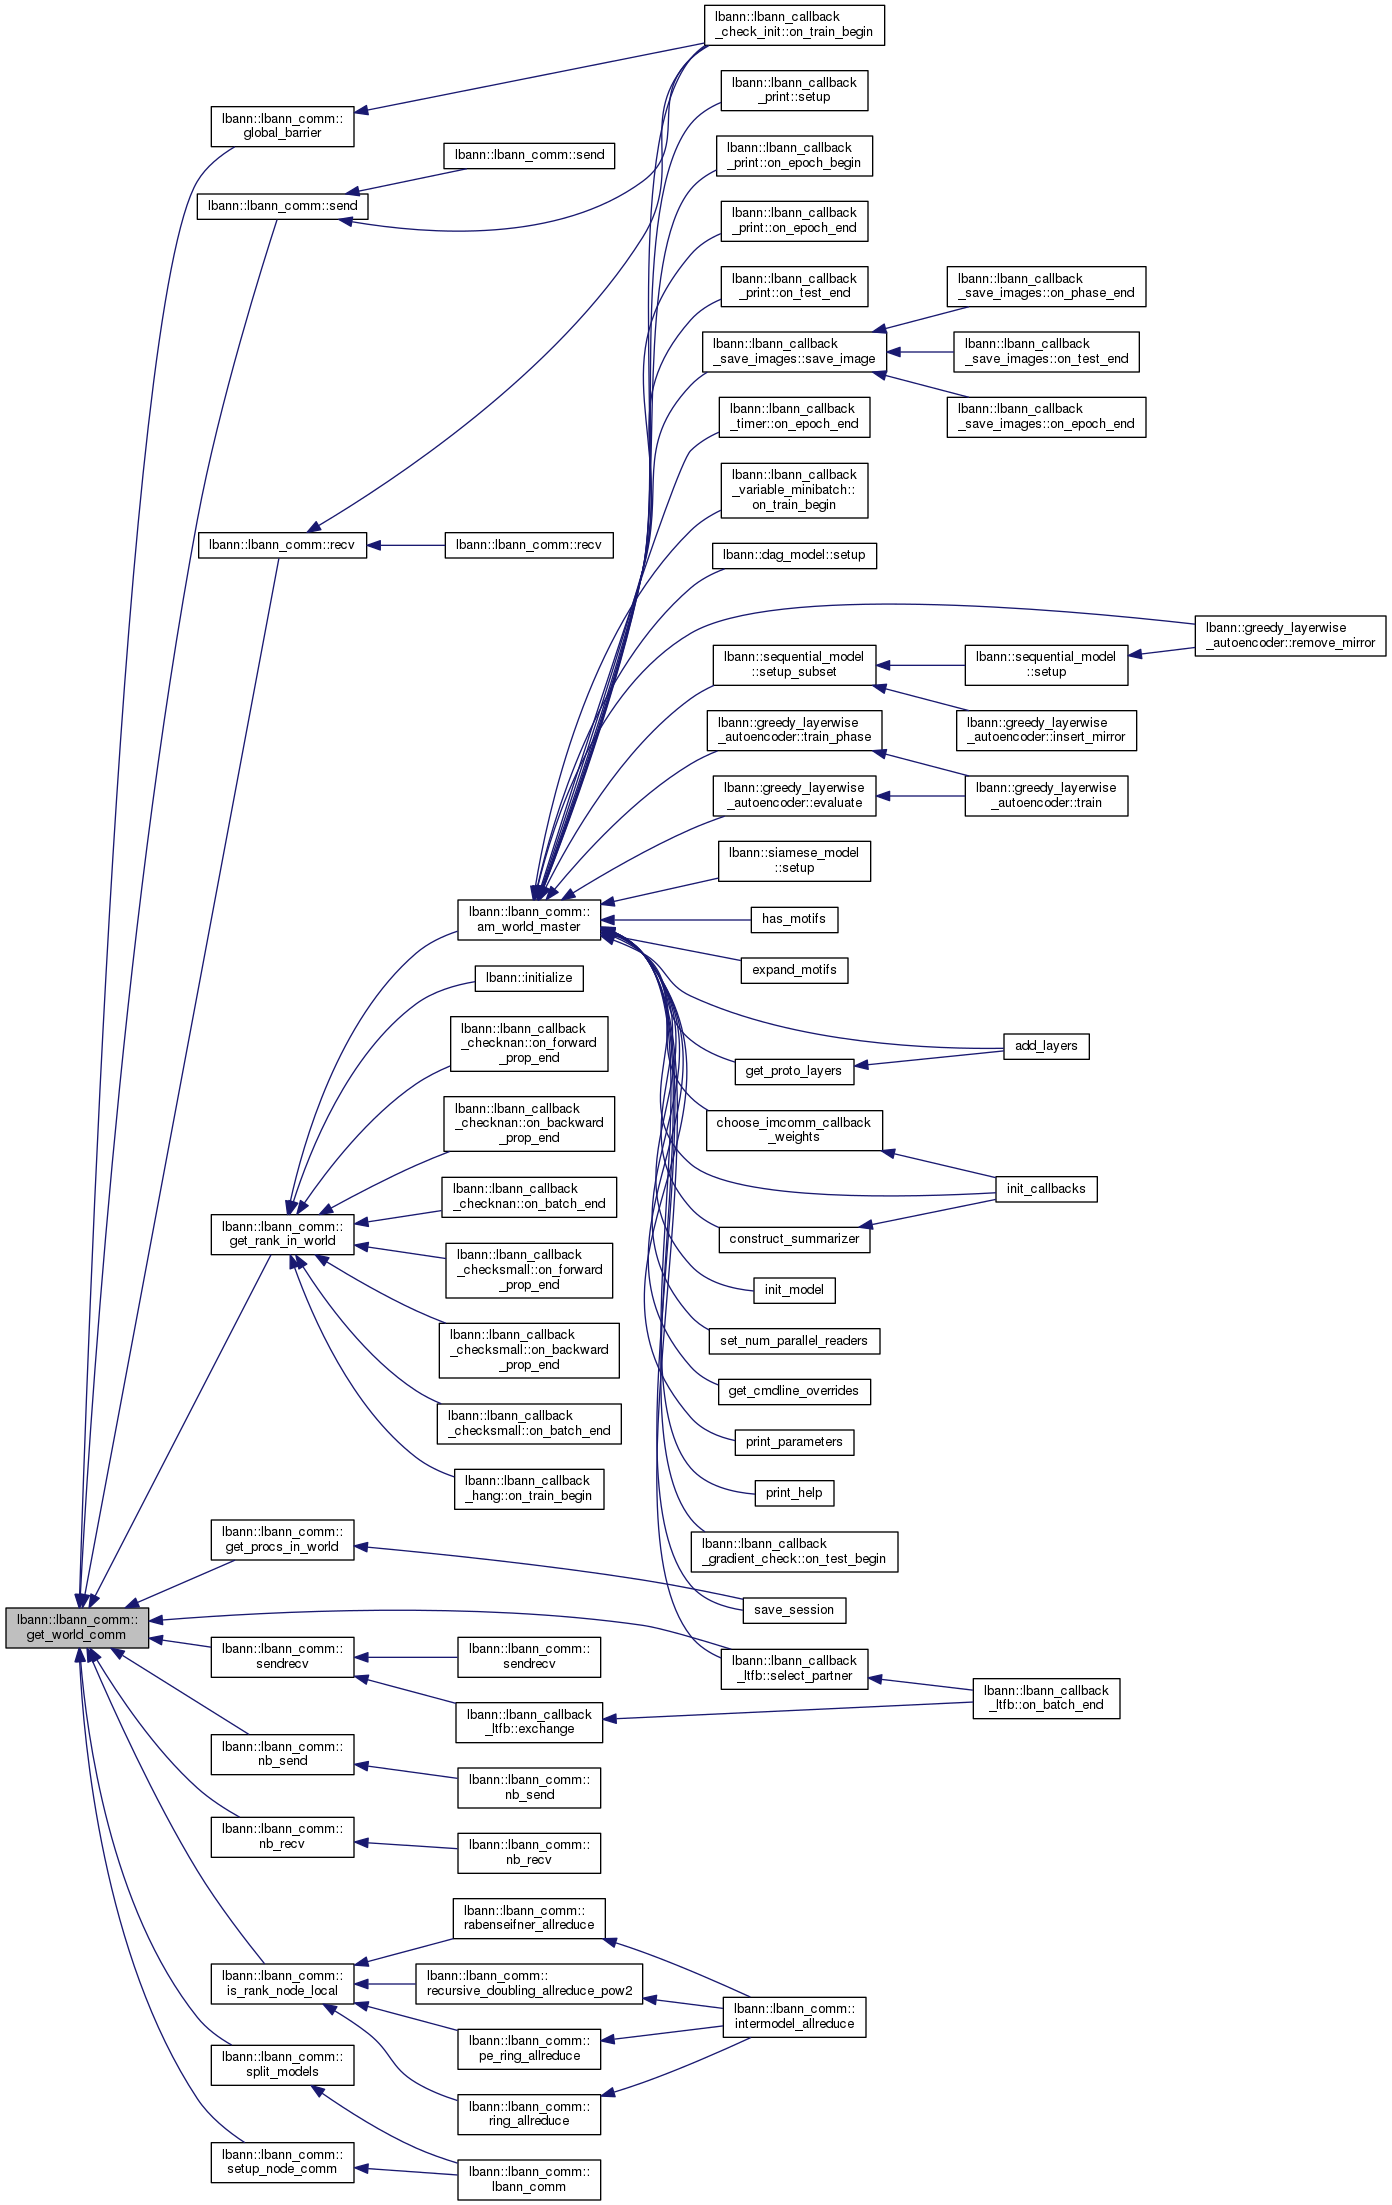 lbann::lbann_callback
_check_init::on_train_begin
lbann::lbann_callback
_print::setup
lbann::lbann_comm::
global_barrier
lbann::lbann_comm::send
lbann::lbann_callback
_print::on_epoch_begin
lbann::lbann_comm::send
lbann::lbann_callback
_print::on_epoch_end
lbann::lbann_callback
_print::on_test_end
lbann::lbann_callback
_save_images::on_phase_end
lbann::lbann_callback
_save_images::save_image
lbann::lbann_callback
_save_images::on_test_end
lbann::lbann_callback
_timer::on_epoch_end
lbann::lbann_callback
_save_images::on_epoch_end
lbann::lbann_callback
_variable_minibatch::
on_train_begin
lbann::lbann_comm::recv
lbann::lbann_comm::recv
lbann::dag_model::setup
lbann::greedy_layerwise
_autoencoder::remove_mirror
lbann::sequential_model
::setup_subset
lbann::sequential_model
::setup
lbann::greedy_layerwise
_autoencoder::train_phase
lbann::greedy_layerwise
_autoencoder::insert_mirror
lbann::greedy_layerwise
_autoencoder::evaluate
lbann::greedy_layerwise
_autoencoder::train
lbann::siamese_model
::setup
lbann::lbann_comm::
am_world_master
has_motifs
lbann::initialize
expand_motifs
lbann::lbann_callback
_checknan::on_forward
_prop_end
add_layers
get_proto_layers
lbann::lbann_callback
_checknan::on_backward
_prop_end
choose_imcomm_callback
_weights
lbann::lbann_callback
_checknan::on_batch_end
init_callbacks
lbann::lbann_comm::
get_rank_in_world
construct_summarizer
lbann::lbann_callback
_checksmall::on_forward
_prop_end
init_model
lbann::lbann_callback
_checksmall::on_backward
_prop_end
set_num_parallel_readers
get_cmdline_overrides
lbann::lbann_callback
_checksmall::on_batch_end
print_parameters
lbann::lbann_callback
_hang::on_train_begin
print_help
lbann::lbann_comm::
get_procs_in_world
lbann::lbann_callback
_gradient_check::on_test_begin
save_session
lbann::lbann_comm::
get_world_comm
lbann::lbann_comm::
sendrecv
lbann::lbann_comm::
sendrecv
lbann::lbann_callback
_ltfb::select_partner
lbann::lbann_callback
_ltfb::on_batch_end
lbann::lbann_callback
_ltfb::exchange
lbann::lbann_comm::
nb_send
lbann::lbann_comm::
nb_send
lbann::lbann_comm::
nb_recv
lbann::lbann_comm::
nb_recv
lbann::lbann_comm::
rabenseifner_allreduce
lbann::lbann_comm::
is_rank_node_local
lbann::lbann_comm::
recursive_doubling_allreduce_pow2
lbann::lbann_comm::
intermodel_allreduce
lbann::lbann_comm::
pe_ring_allreduce
lbann::lbann_comm::
split_models
lbann::lbann_comm::
ring_allreduce
lbann::lbann_comm::
setup_node_comm
lbann::lbann_comm::
lbann_comm